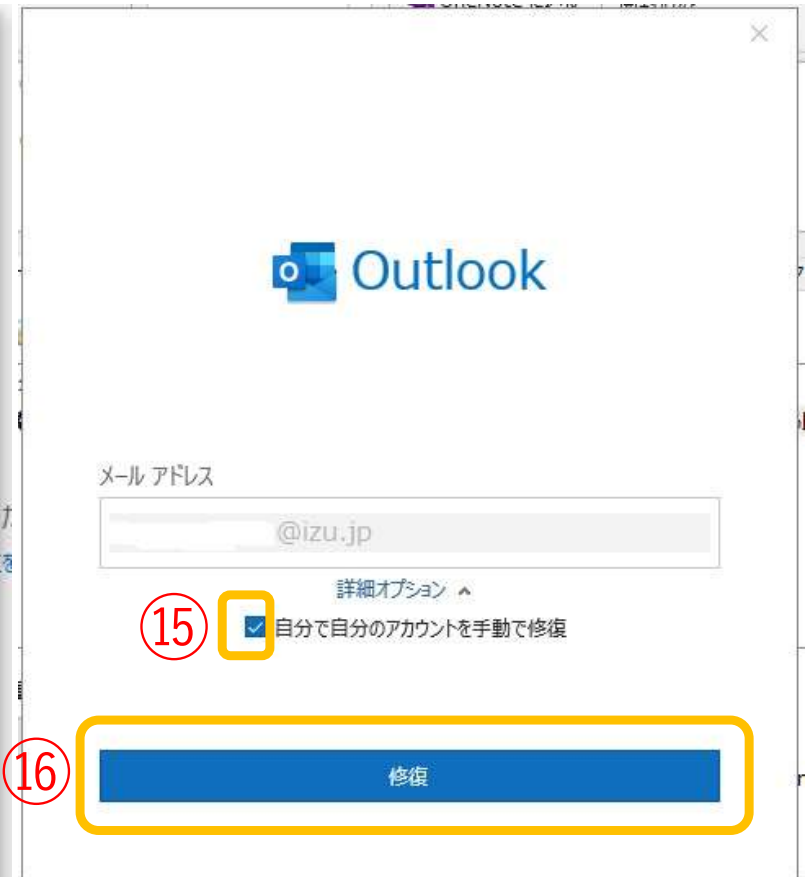 Outlook
メール アドレス
@izu.jp
詳細オプション
⑮ 自分で自分のアカウントを手動で修復
⑯ 修復